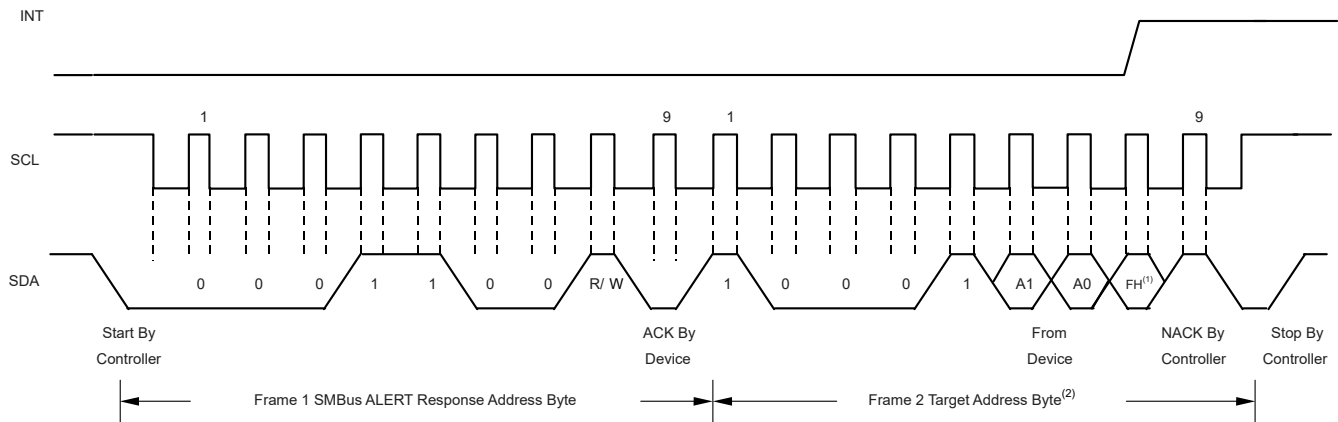 INT
1 9 1 9
SCL
SDA
0 0 0 1 1 0 0 R/ W 1 0 0 0 1 A1 A0 FH(1)
Start By
Controller
ACK By
Device
From
Device
NACK By
Controller
Stop By
Controller
Frame 1 SMBus ALERT Response Address Byte
Frame 2 Target Address Byte(2)